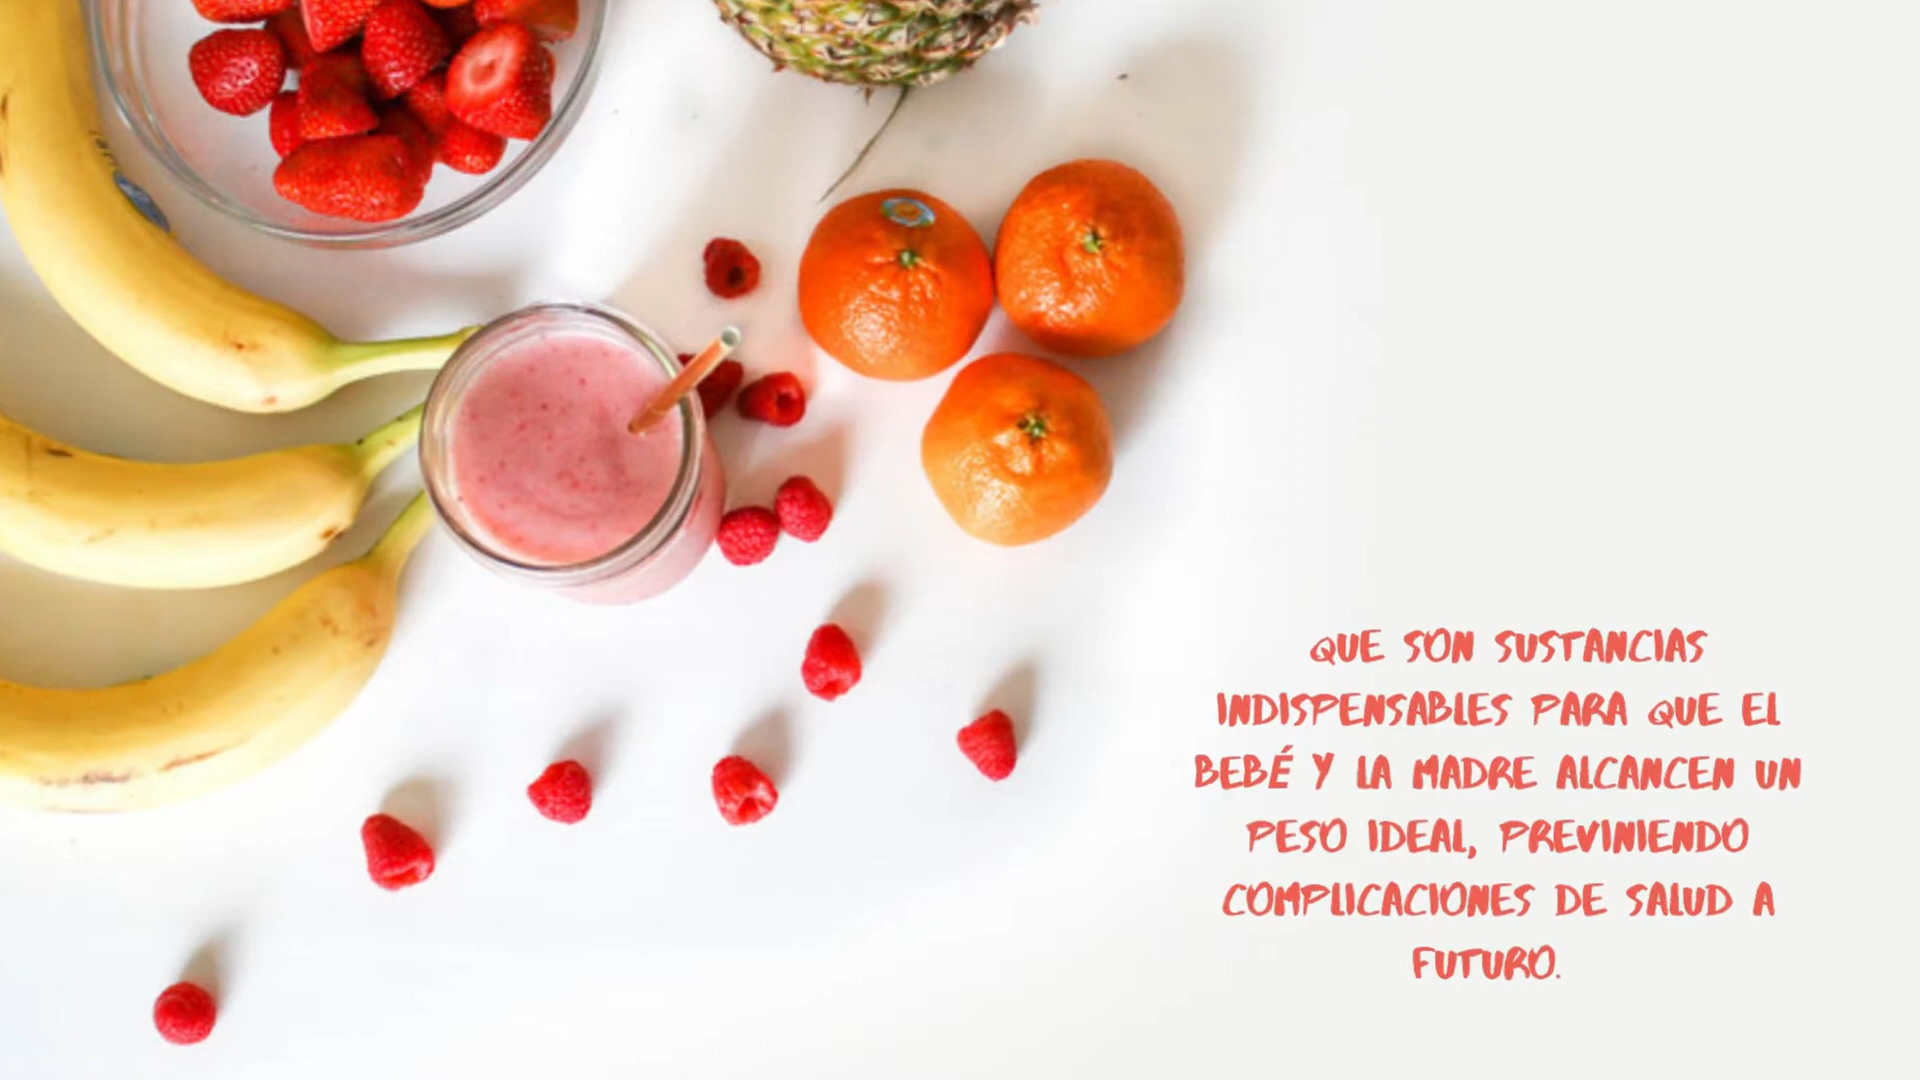 QUE SON SUSTANCIAS
INDISPENSABLES PARA QUE EL
BEBÉ Y LA MADRE ALCANCEN UN
PESO IDEAL, PREVINIENDO
COMPLICACIONES DE SALUD A
FUTURO.